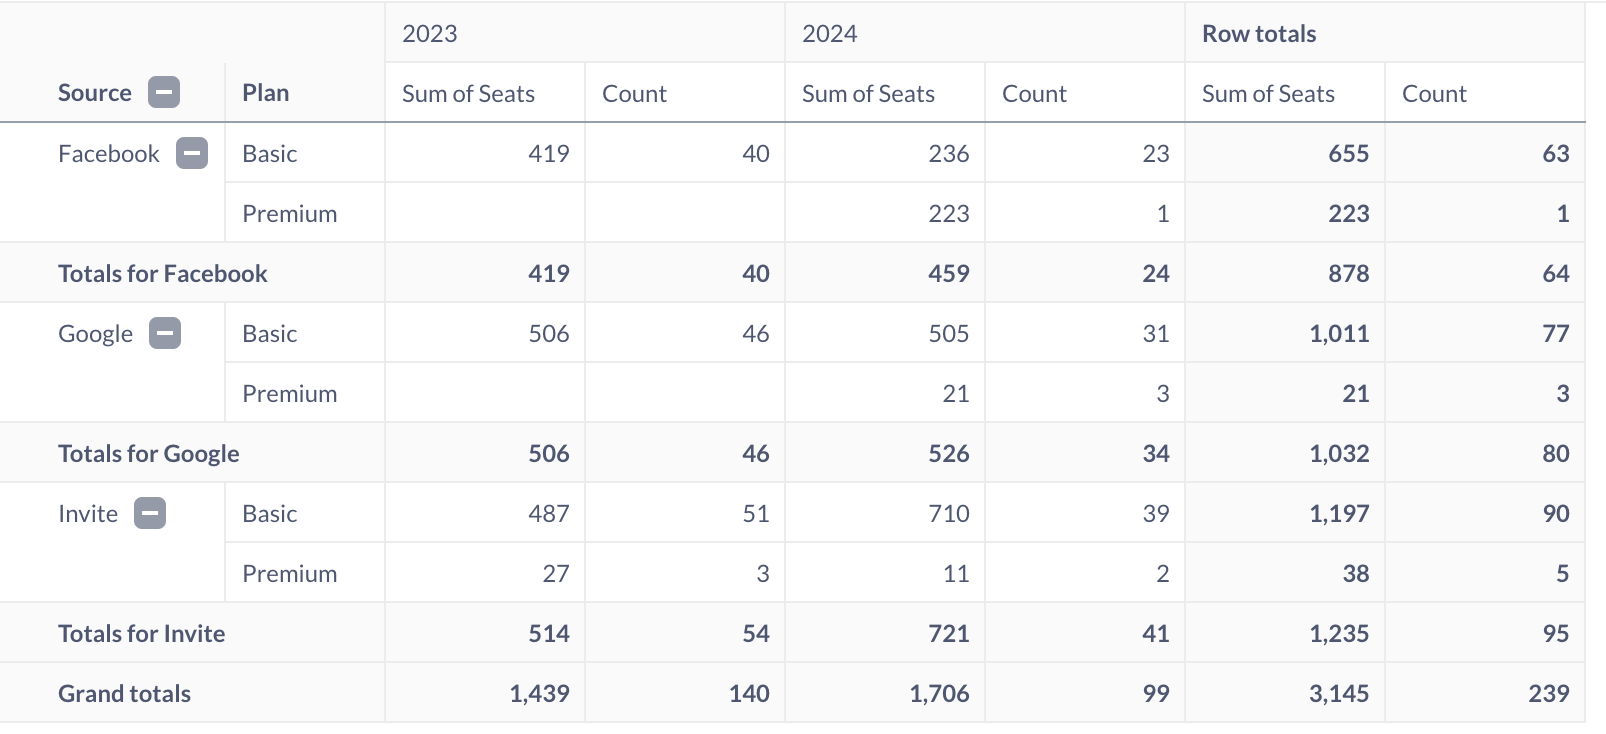 2023 2024 Row totals
Source Plan Sum of Seats Count Sum of Seats Count Sum of Seats Count
Facebook Basic 419 40 236 23 655 63
Premium 223 1 223 1
Totals for Facebook 419 40 459 24 878 64
Google Basic 506 46 505 31 1,011 77
Premium 21 3 21 3
Totals for Google 506 46 526 34 1,032 80
Invite Basic 487 51 710 39 1,197 90
Premium 27 3 11 2 38 5
Totals for Invite 514 54 721 41 1,235 95
Grand totals 1,439 140 1,706 99 3,145 239